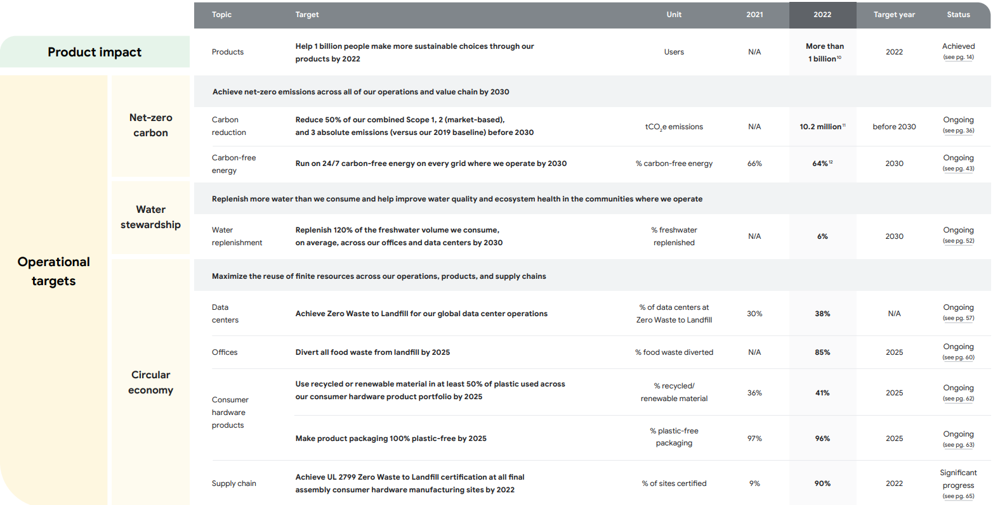 Topic Target Unit 2021 2022 Target year Status
Product impact
Products
Help 1 billion people make more sustainable choices through our
products by 2022
Users
N/A
More than
1 billion¹⁰
2022
Achieved
(see pg. 14)
Operational
targets
Net-zero
carbon
Achieve net-zero emissions across all of our operations and value chain by 2030
Carbon
reduction
Reduce 50% of our combined Scope 1, 2 (market-based),
and 3 absolute emissions (versus our 2019 baseline) before 2030
tCO₂e emissions
N/A
10.2 million¹¹
before 2030
Ongoing
(see pg. 36)
Carbon-free
energy
Run on 24/7 carbon-free energy on every grid where we operate by 2030
% carbon-free energy
66%
64%¹²
2030
Ongoing
(see pg. 43)
Water
stewardship
Replenish more water than we consume and help improve water quality and ecosystem health in the communities where we operate
Water
replenishment
Replenish 120% of the freshwater volume we consume,
on average, across our offices and data centers by 2030
% freshwater
replenished
N/A
6%
2030
Ongoing
(see pg. 52)
Circular
economy
Maximize the reuse of finite resources across our operations, products, and supply chains
Data
centers
Achieve Zero Waste to Landfill for our global data center operations
% of data centers at
Zero Waste to Landfill
30%
38%
N/A
Ongoing
(see pg. 57)
Offices
Divert all food waste from landfill by 2025
% food waste diverted
N/A
85%
2025
Ongoing
(see pg. 60)
Consumer
hardware
products
Use recycled or renewable material in at least 50% of plastic used across
our consumer hardware product portfolio by 2025
% recycled/
renewable material
36%
41%
2025
Ongoing
(see pg. 62)
Make product packaging 100% plastic-free by 2025
% plastic-free
packaging
97%
96%
2025
Ongoing
(see pg. 63)
Supply chain
Achieve UL 2799 Zero Waste to Landfill certification at all final
assembly consumer hardware manufacturing sites by 2022
% of sites certified
9%
90%
2022
Significant
progress
(see pg. 65)